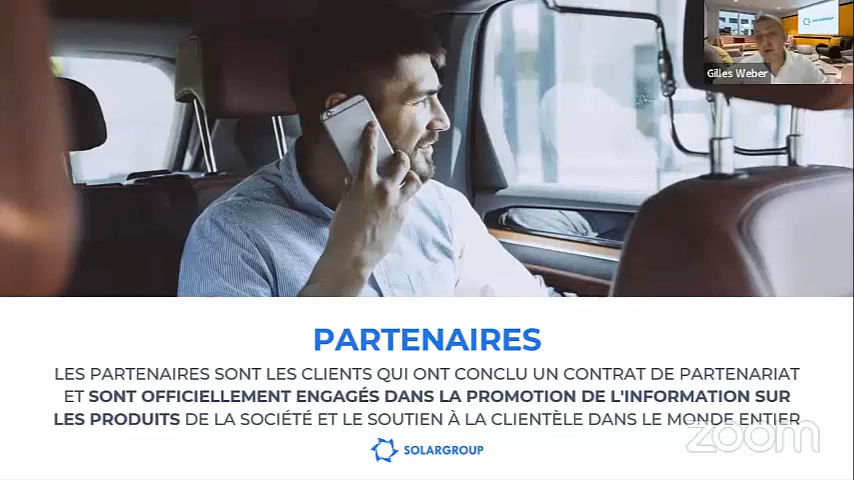 Gilles Weber
PARTENAIRES
LES PARTENAIRES SONT LES CLIENTS QUI ONT CONCLU UN CONTRAT DE PARTENARIAT
ET SONT OFFICIELLEMENT ENGAGÉS DANS LA PROMOTION DE L'INFORMATION SUR
LES PRODUITS DE LA SOCIÉTÉ ET LE SOUTIEN À LA CLIENTÈLE DANS LE MONDE ENTIER
zoom
SOLARGROUP